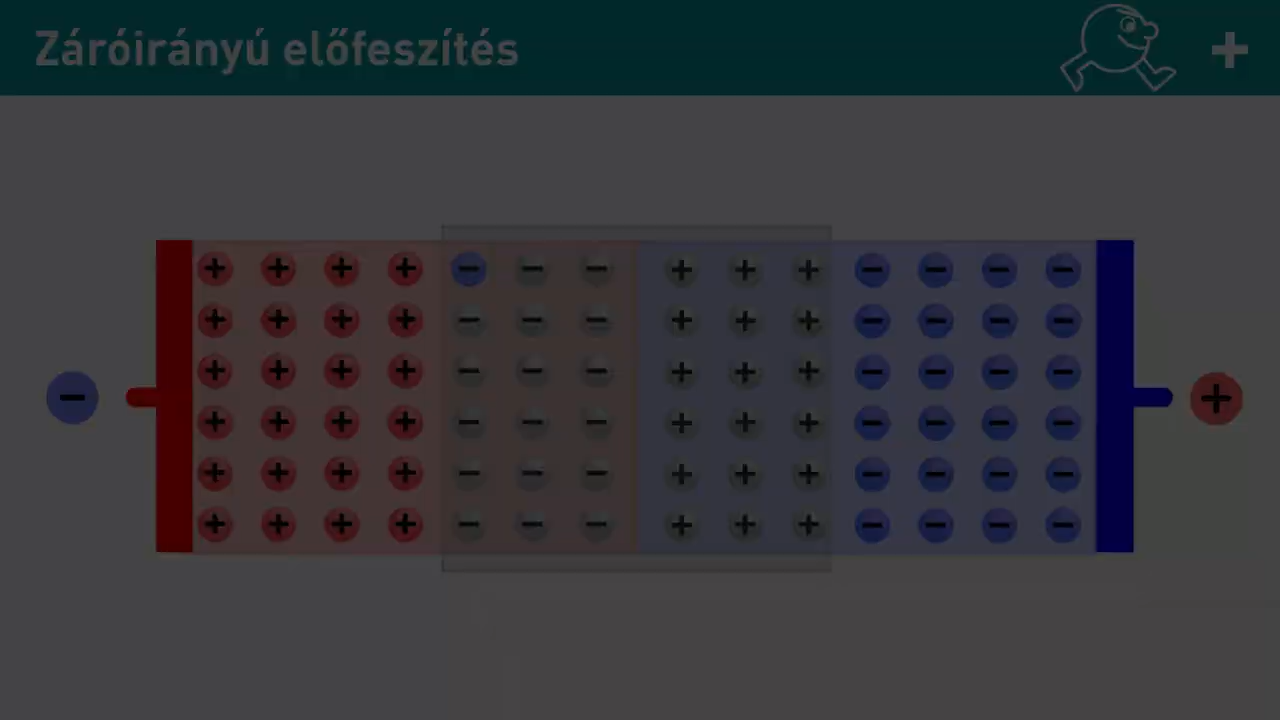 Záróirányú előfeszítés +
+ + + + - - - + + + - - - -
+ + + + - - - + + + - - - -
+ + + + - - - + + + - - - -
- +
+ + + + - - - + + + - - - -
+ + + + - - - + + + - - - -
+ + + + - - - + + + - - - -